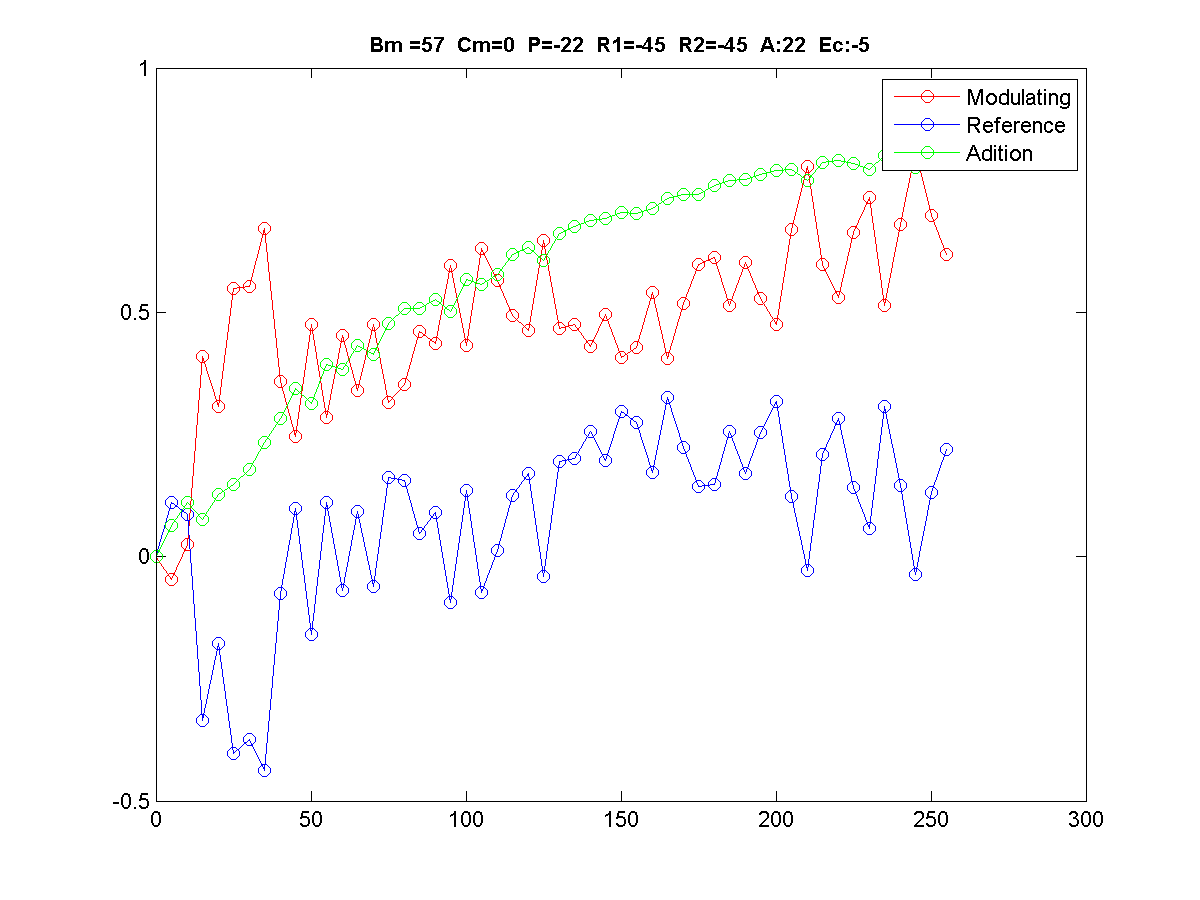 Bm =57 Cm=0 P=-22 R1=-45 R2=-45 A:22 Ec:-5
1
Modulating
Reference
Adition
0.5
0
-0.5
0 50 100 150 200 250 300